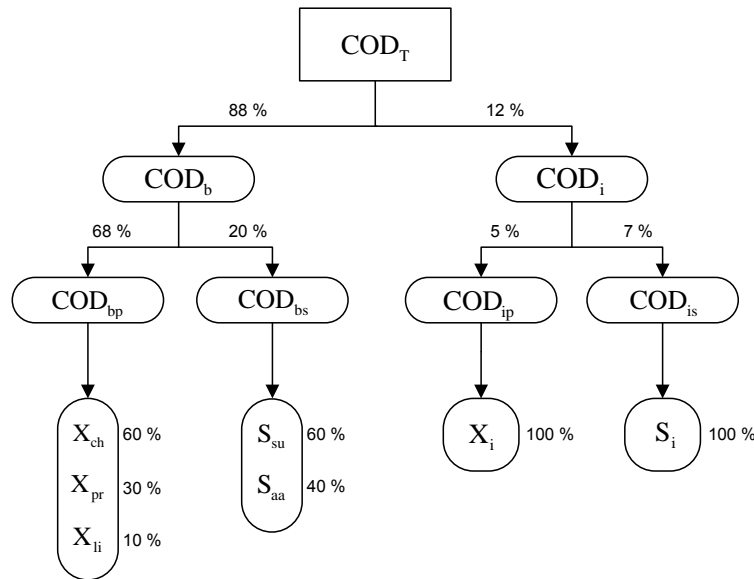 COD_T
88 %
12 %
COD_b
COD_i
68 %
20 %
5 %
7 %
COD_bp
COD_bs
COD_ip
COD_is
X_ch 60 %
X_pr 30 %
X_li 10 %
S_su 60 %
S_aa 40 %
X_i 100 %
S_i 100 %